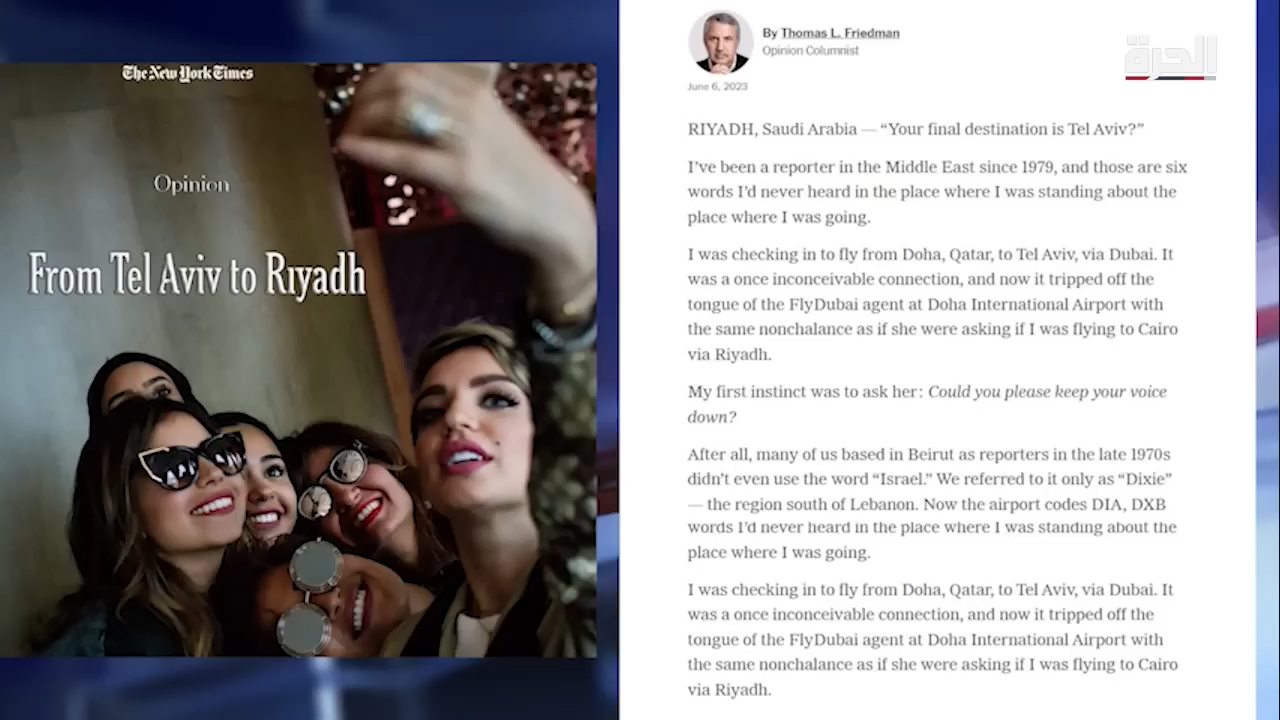 The New York Times
Opinion
From Tel Aviv to Riyadh
By Thomas L. Friedman
Opinion Columnist
الحرة
June 6, 2023
RIYADH, Saudi Arabia — “Your final destination is Tel Aviv?”
I’ve been a reporter in the Middle East since 1979, and those are six
words I’d never heard in the place where I was standing about the
place where I was going.
I was checking in to fly from Doha, Qatar, to Tel Aviv, via Dubai. It
was a once inconceivable connection, and now it tripped off the
tongue of the FlyDubai agent at Doha International Airport with
the same nonchalance as if she were asking if I was flying to Cairo
via Riyadh.
My first instinct was to ask her: Could you please keep your voice
down?
After all, many of us based in Beirut as reporters in the late 1970s
didn’t even use the word “Israel.” We referred to it only as “Dixie”
— the region south of Lebanon. Now the airport codes DIA, DXB
words I’d never heard in the place where I was standing about the
place where I was going.
I was checking in to fly from Doha, Qatar, to Tel Aviv, via Dubai. It
was a once inconceivable connection, and now it tripped off the
tongue of the FlyDubai agent at Doha International Airport with
the same nonchalance as if she were asking if I was flying to Cairo
via Riyadh.